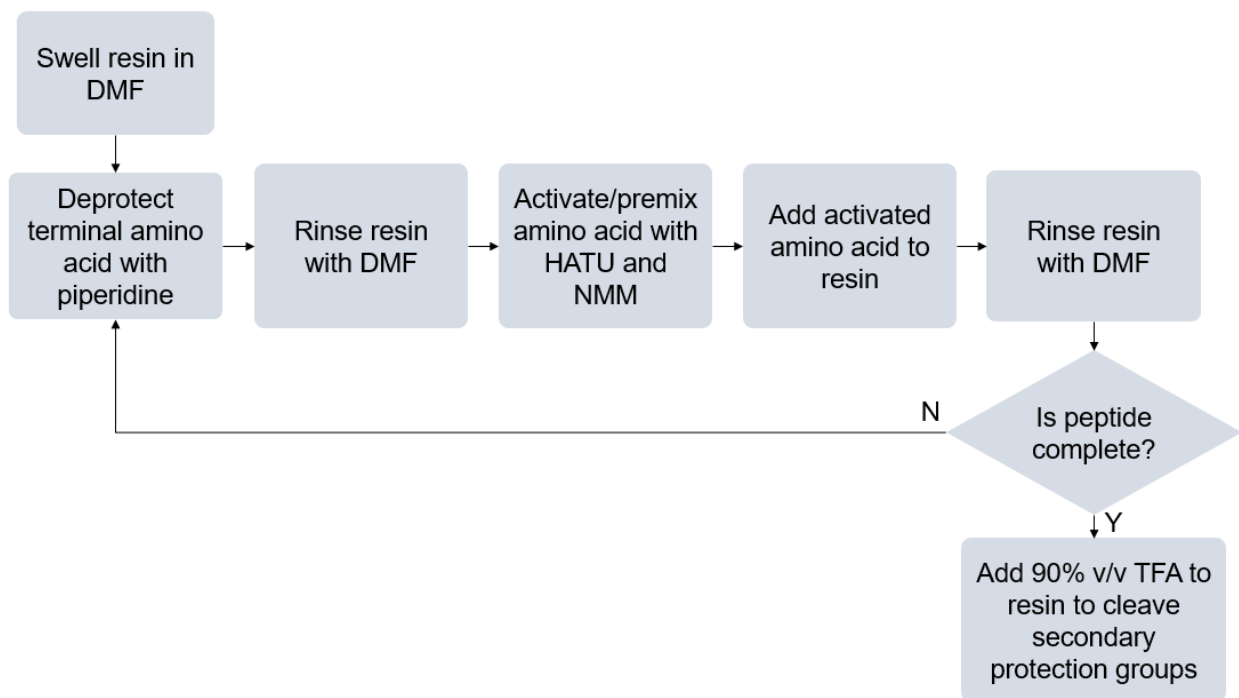 Swell resin in
DMF
Deprotect
terminal amino
acid with
piperidine
Rinse resin
with DMF
Activate/premix
amino acid with
HATU and
NMM
Add activated
amino acid to
resin
Rinse resin
with DMF
Is peptide
complete?
N
Y
Add 90% v/v TFA to
resin to cleave
secondary
protection groups